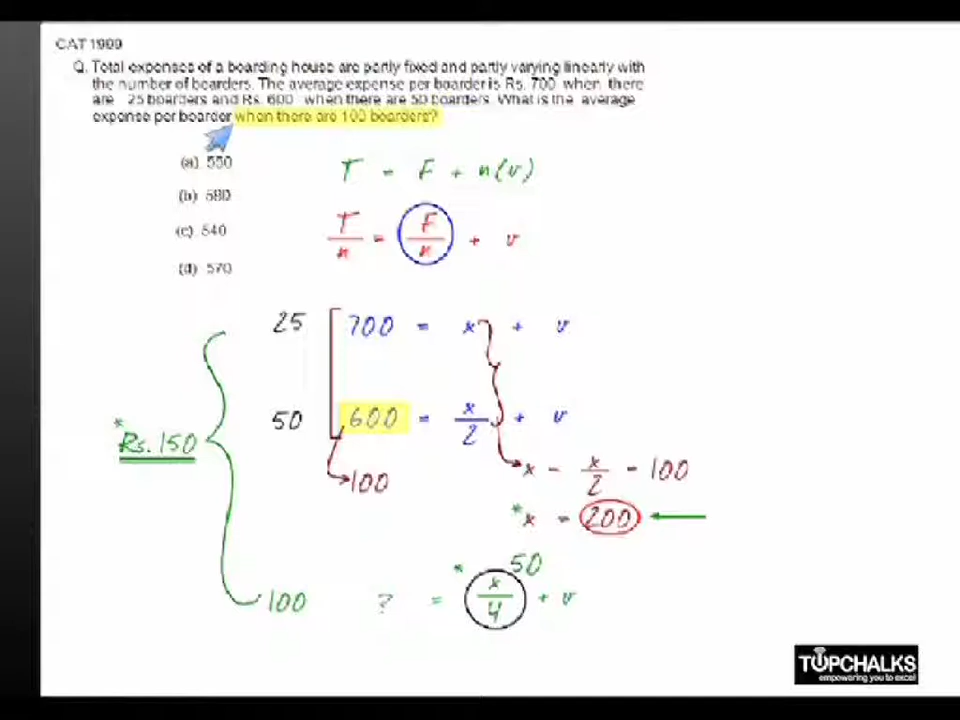 CAT 1999
Q. Total expenses of a boarding house are partly fixed and partly varying linearly with
the number of boarders. The average expense per boarder is Rs. 700 when there
are 25 boarders and Rs. 600 when there are 50 boarders. What is the average
expense per boarder when there are 100 boarders?
(a) 550
(b) 580
(c) 540
(d) 570
T = F + n(v)
T/n = F/n + v
25 700 = x + v
50 600 = x/2 + v
* Rs. 150
100
x - x/2 = 100
* x = 200
* 50
100 ? = x/4 + v
TOPCHALKS
empowering you to excel